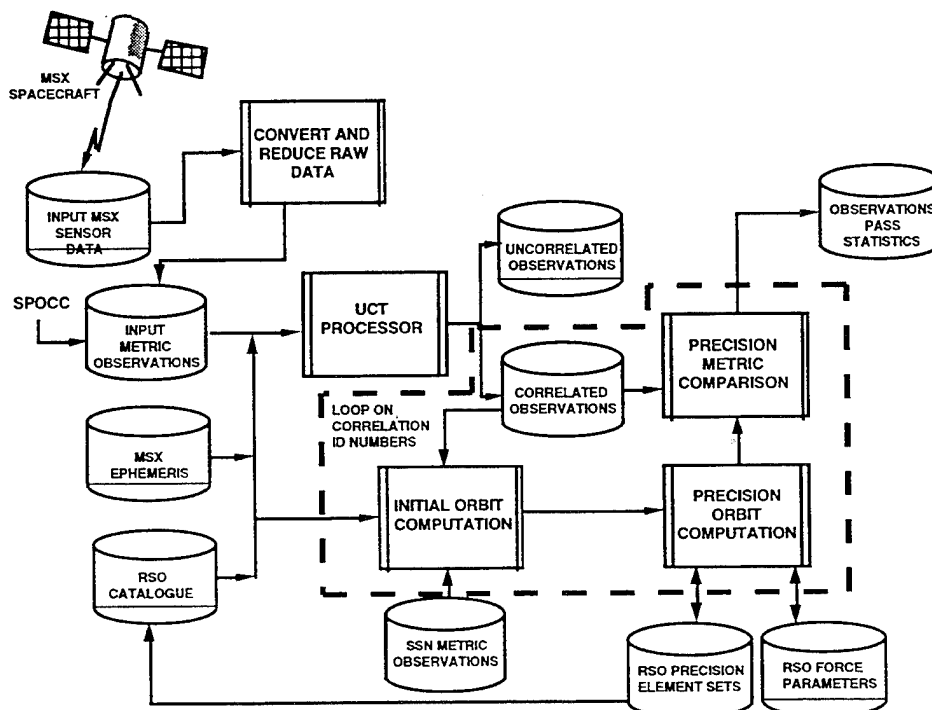 MSX
SPACECRAFT
CONVERT AND
REDUCE RAW
DATA
INPUT MSX
SENSOR
DATA
OBSERVATIONS
PASS
STATISTICS
UNCORRELATED
OBSERVATIONS
SPOCC
INPUT
METRIC
OBSERVATIONS
UCT
PROCESSOR
PRECISION
METRIC
COMPARISON
CORRELATED
OBSERVATIONS
LOOP ON
CORRELATION
ID NUMBERS
MSX
EPHEMERIS
INITIAL ORBIT
COMPUTATION
PRECISION
ORBIT
COMPUTATION
RSO
CATALOGUE
SSN METRIC
OBSERVATIONS
RSO PRECISION
ELEMENT SETS
RSO FORCE
PARAMETERS